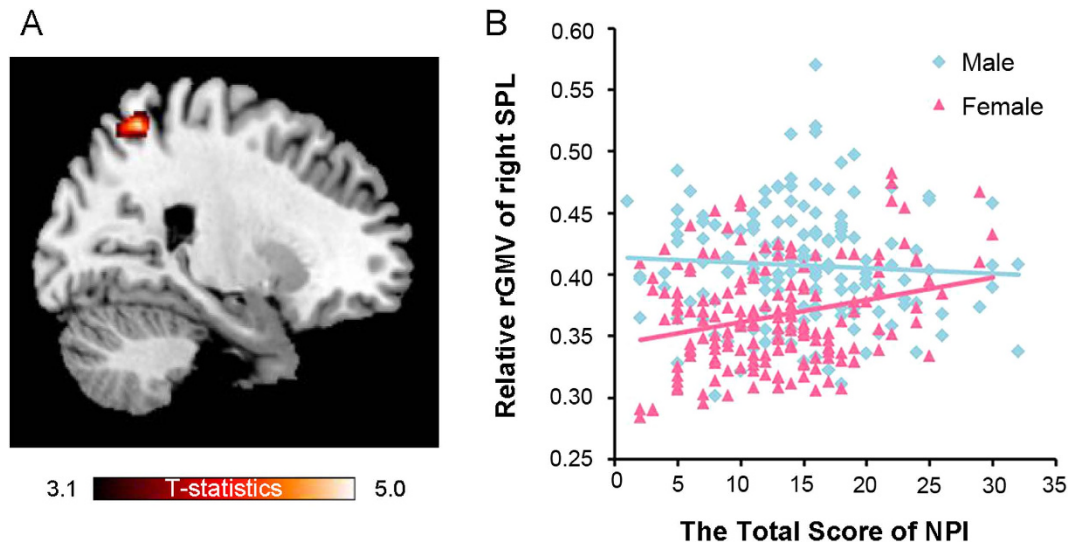 A
B
3.1 T-statistics 5.0
Relative rGMV of right SPL
0.60
0.55
0.50
0.45
0.40
0.35
0.30
0.25
Male
Female
0 5 10 15 20 25 30 35
The Total Score of NPI